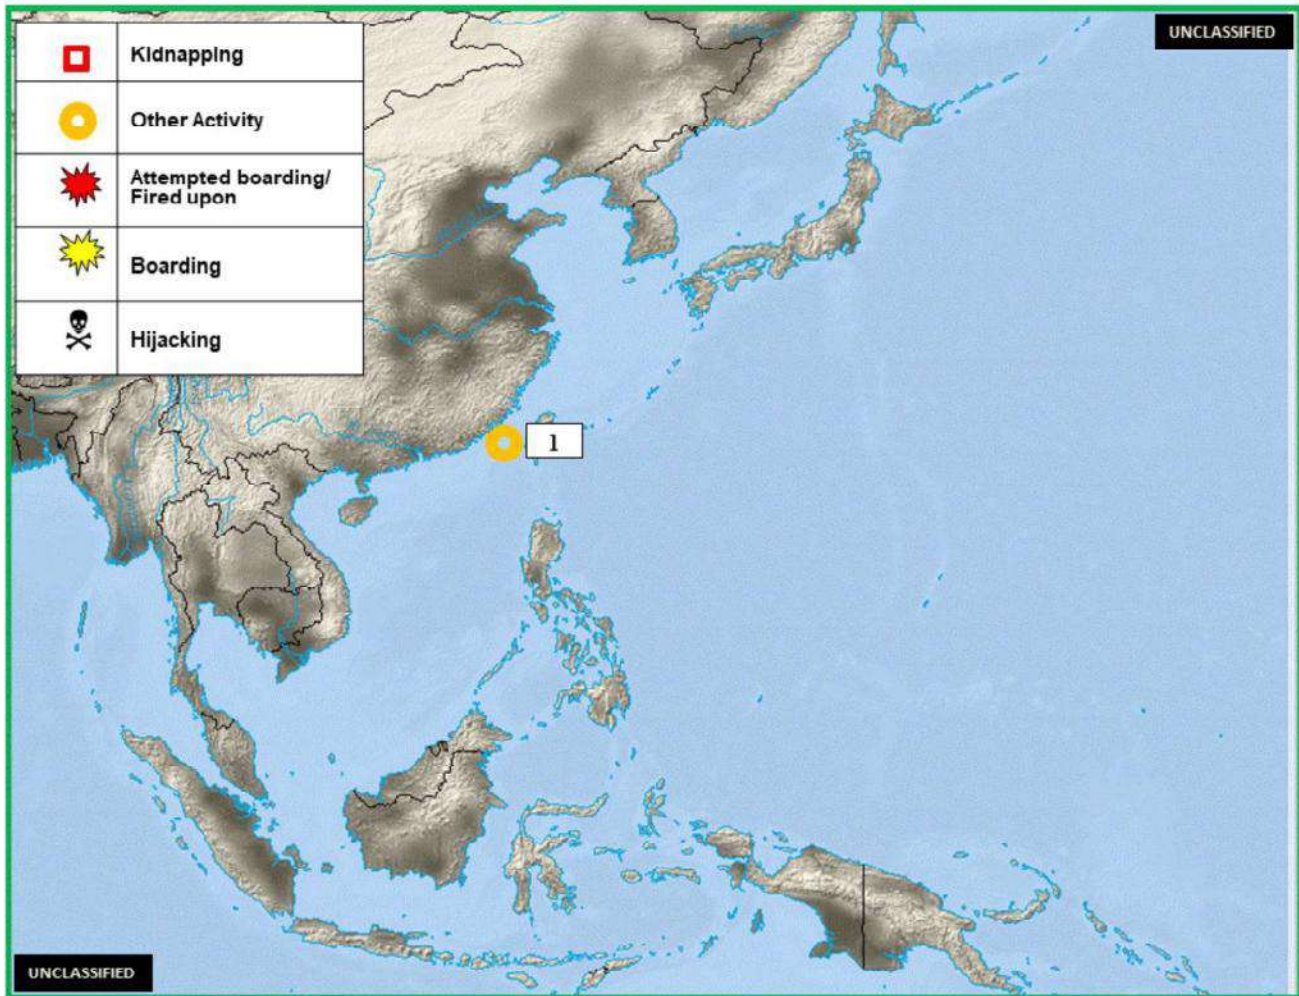 UNCLASSIFIED
Kidnapping
Other Activity
Attempted boarding/
Fired upon
Boarding
Hijacking
1
UNCLASSIFIED